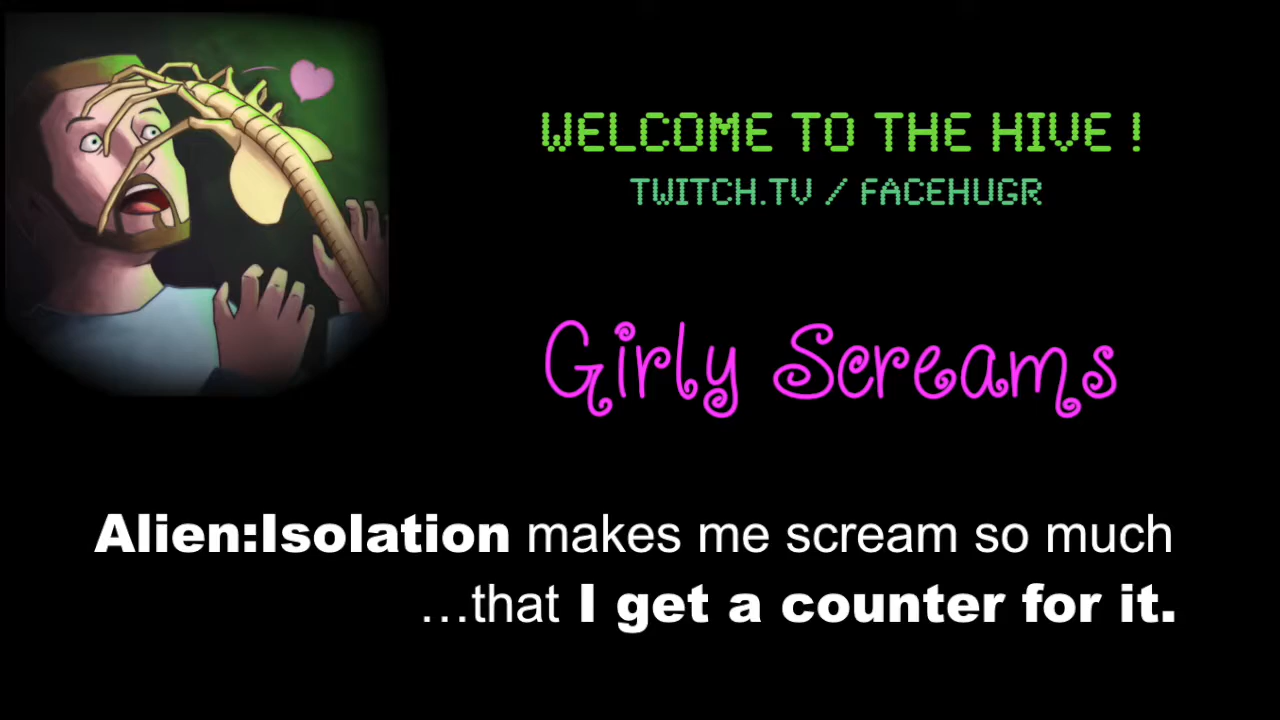 WELCOME TO THE HIVE !
TWITCH.TV / FACEHUGR
Girly Screams
Alien:Isolation makes me scream so much
…that I get a counter for it.